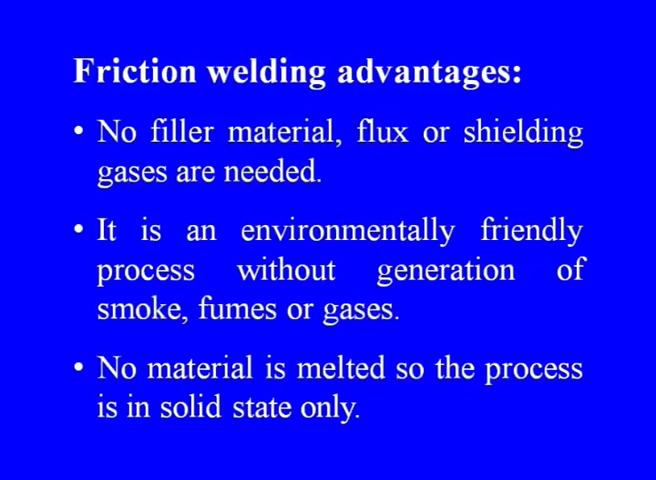 Friction welding advantages:
• No filler material, flux or shielding
gases are needed.
• It is an environmentally friendly
process without generation of
smoke, fumes or gases.
• No material is melted so the process
is in solid state only.